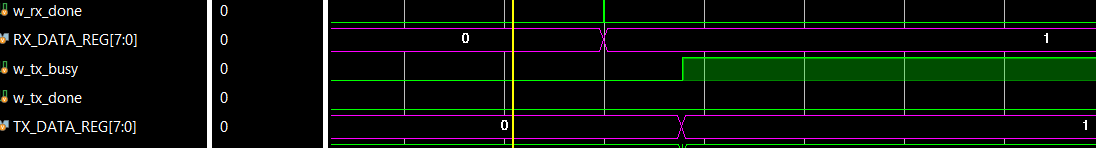 w_rx_done 0
RX_DATA_REG[7:0] 0 0 1
w_tx_busy 0
w_tx_done 0
TX_DATA_REG[7:0] 0 0 1